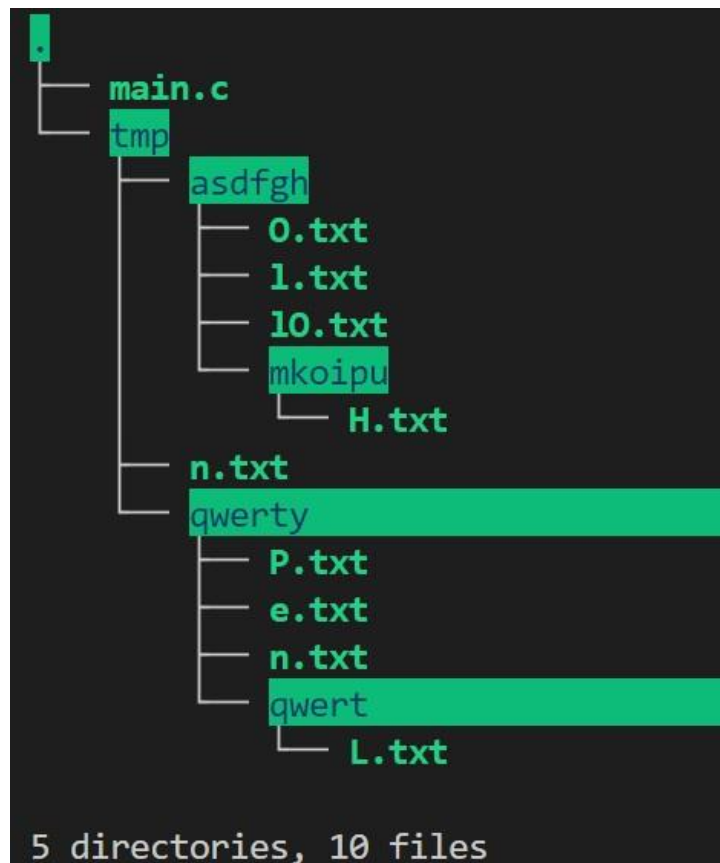 .
├── main.c
└── tmp
    ├── asdfgh
    │   ├── O.txt
    │   ├── l.txt
    │   ├── lO.txt
    │   └── mkoipu
    │       └── H.txt
    ├── n.txt
    └── qwerty
        ├── P.txt
        ├── e.txt
        ├── n.txt
        └── qwert
            └── L.txt
5 directories, 10 files